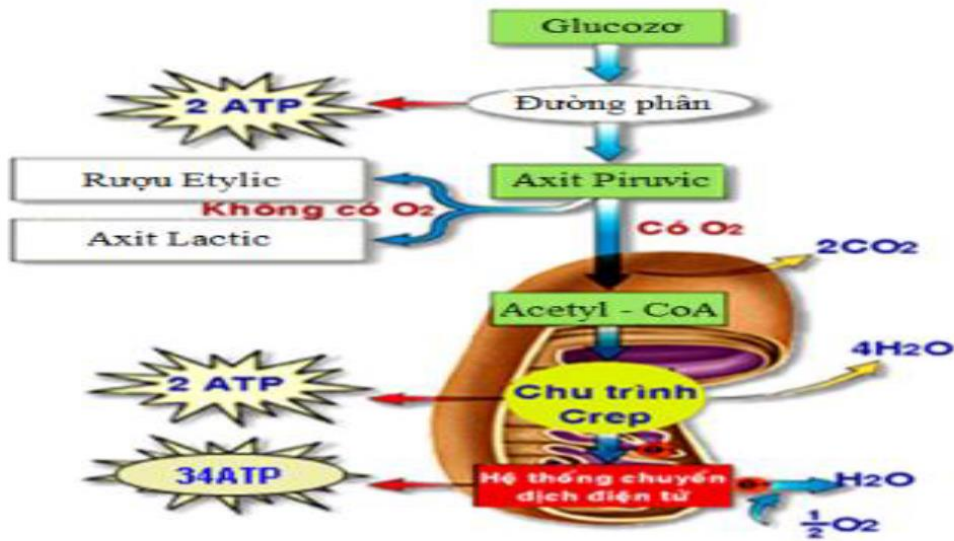 Glucozơ
2 ATP
Đường phân
Rượu Etylic
Axit Piruvic
Không có O₂
Có O₂
Axit Lactic
2CO₂
Acetyl - CoA
4H₂O
2 ATP
Chu trình
Crep
34ATP
Hệ thống chuyển
dịch điện tử
H₂O
½O₂